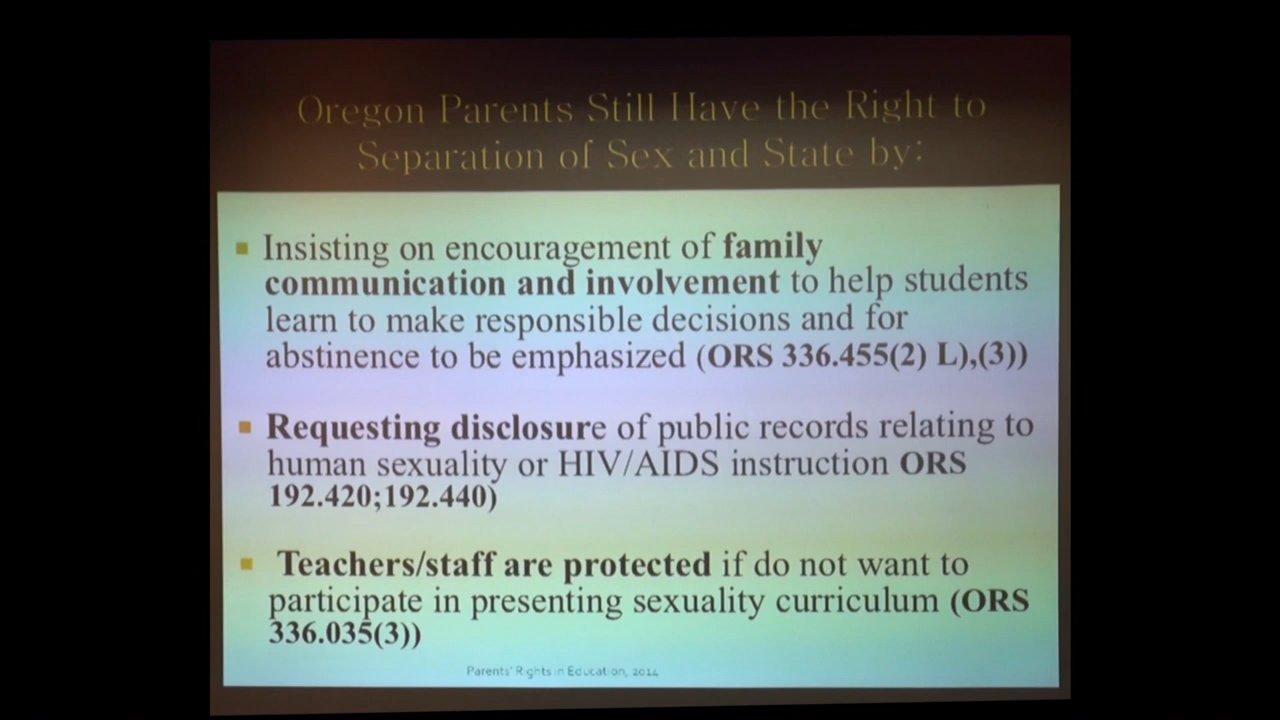 Oregon Parents Still Have the Right to
Separation of Sex and State by:
Insisting on encouragement of family
communication and involvement to help students
learn to make responsible decisions and for
abstinence to be emphasized (ORS 336.455(2) L),(3))
Requesting disclosure of public records relating to
human sexuality or HIV/AIDS instruction ORS
192.420;192.440)
Teachers/staff are protected if do not want to
participate in presenting sexuality curriculum (ORS
336.035(3))
Parents' Rights in Education, 2014